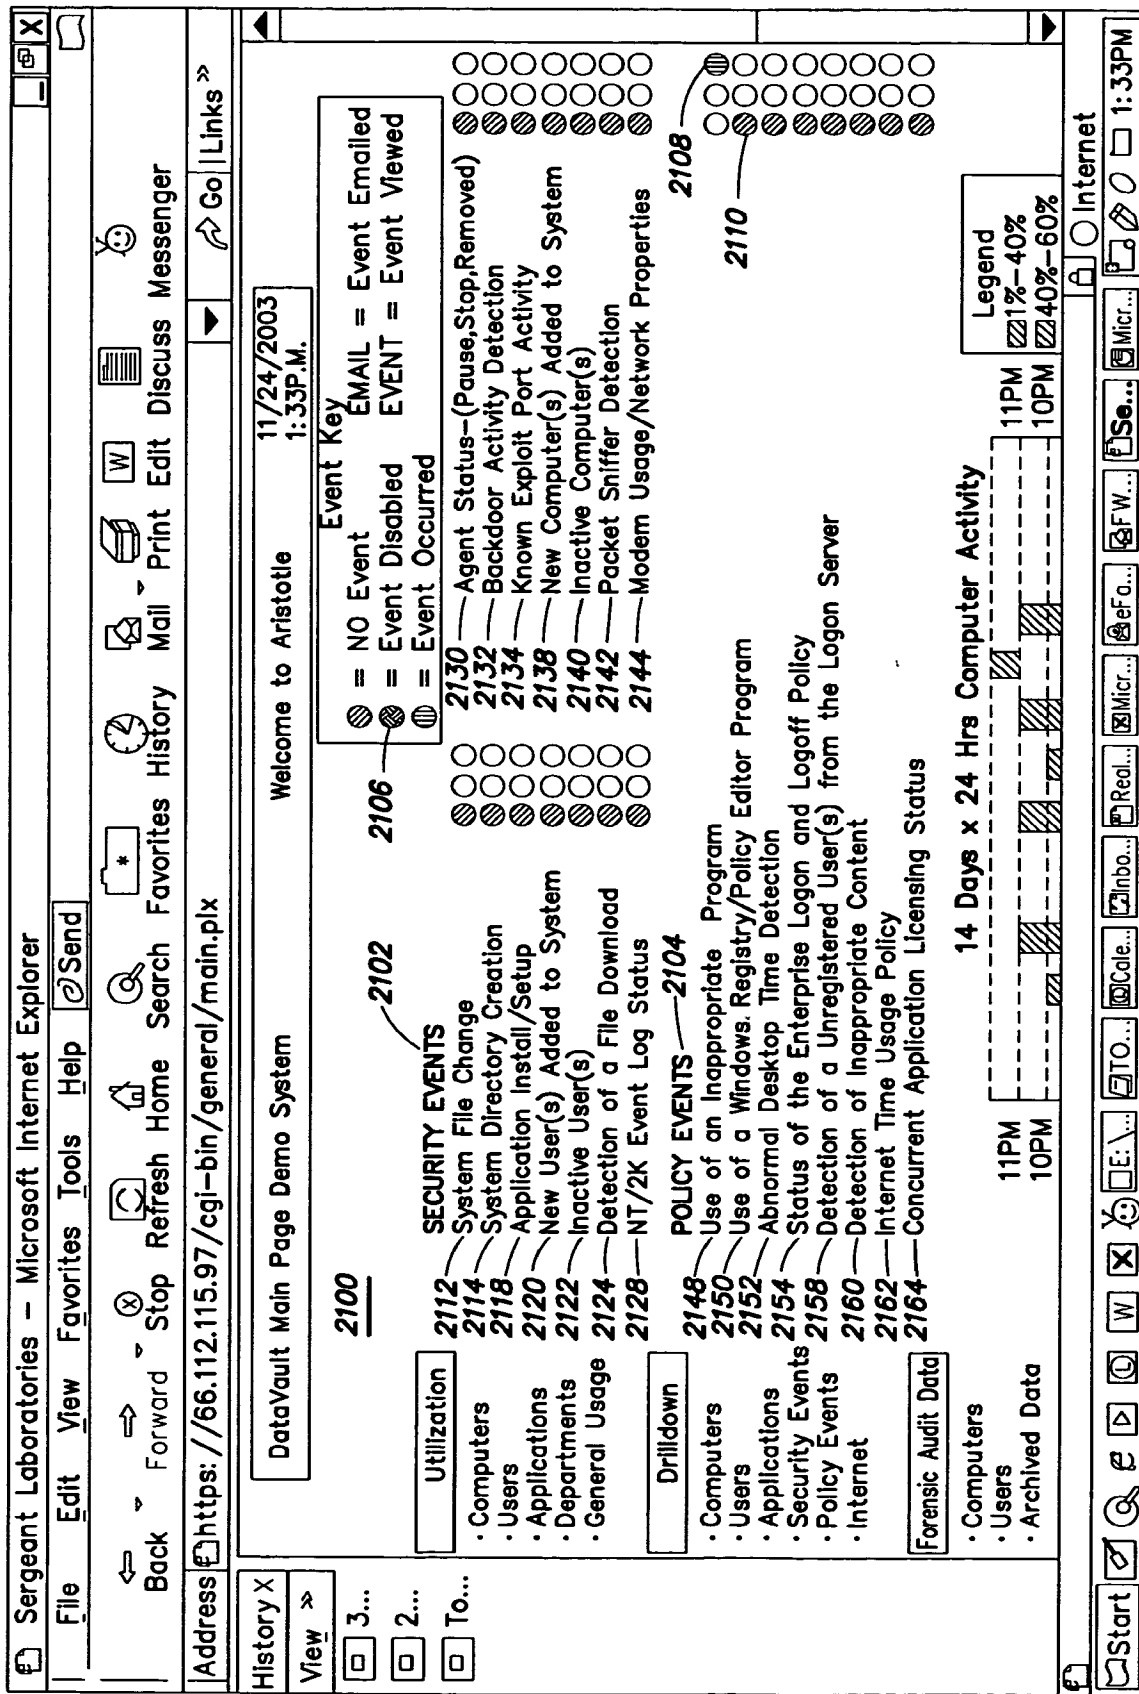 Sergeant Laboratories – Microsoft Internet Explorer
File Edit View Favorites Tools Help Send
Back Forward Stop Refresh Home Search Favorites History Mail Print Edit Discuss Messenger
Address https://66.112.115.97/cgi-bin/general/main.plx Go Links »
History X
View »
3...
2...
To...
DataVault Main Page Demo System Welcome to Aristotle 11/24/2003
1:33P.M.
2100
Event Key
= NO Event EMAIL = Event Emailed
= Event Disabled EVENT = Event Viewed
= Event Occurred
2106
2102
Utilization
· Computers
· Users
· Applications
· Departments
· General Usage
SECURITY EVENTS
2112 System File Change
2114 System Directory Creation
2118 Application Install/Setup
2120 New User(s) Added to System
2122 Inactive User(s)
2124 Detection of a File Download
2128 NT/2K Event Log Status
2130 Agent Status–(Pause,Stop,Removed)
2132 Backdoor Activity Detection
2134 Known Exploit Port Activity
2138 New Computer(s) Added to System
2140 Inactive Computer(s)
2142 Packet Sniffer Detection
2144 Modem Usage/Network Properties
Drilldown
· Computers
· Users
· Applications
· Security Events
· Policy Events
· Internet
POLICY EVENTS 2104
2148 Use of an Inappropriate Program
2150 Use of a Windows. Registry/Policy Editor Program
2152 Abnormal Desktop Time Detection
2154 Status of the Enterprise Logon and Logoff Policy
2158 Detection of a Unregistered User(s) from the Logon Server
2160 Detection of Inappropriate Content
2162 Internet Time Usage Policy
2164 Concurrent Application Licensing Status
2108
2110
Forensic Audit Data
· Computers
· Users
· Archived Data
14 Days x 24 Hrs Computer Activity
11PM 11PM
10PM 10PM
Legend
1%–40%
40%–60%
Internet
Start e W X E:\... TO... Cale... Inbo... Real... Micr... eFa... FW... Se... Micr... 1:33PM